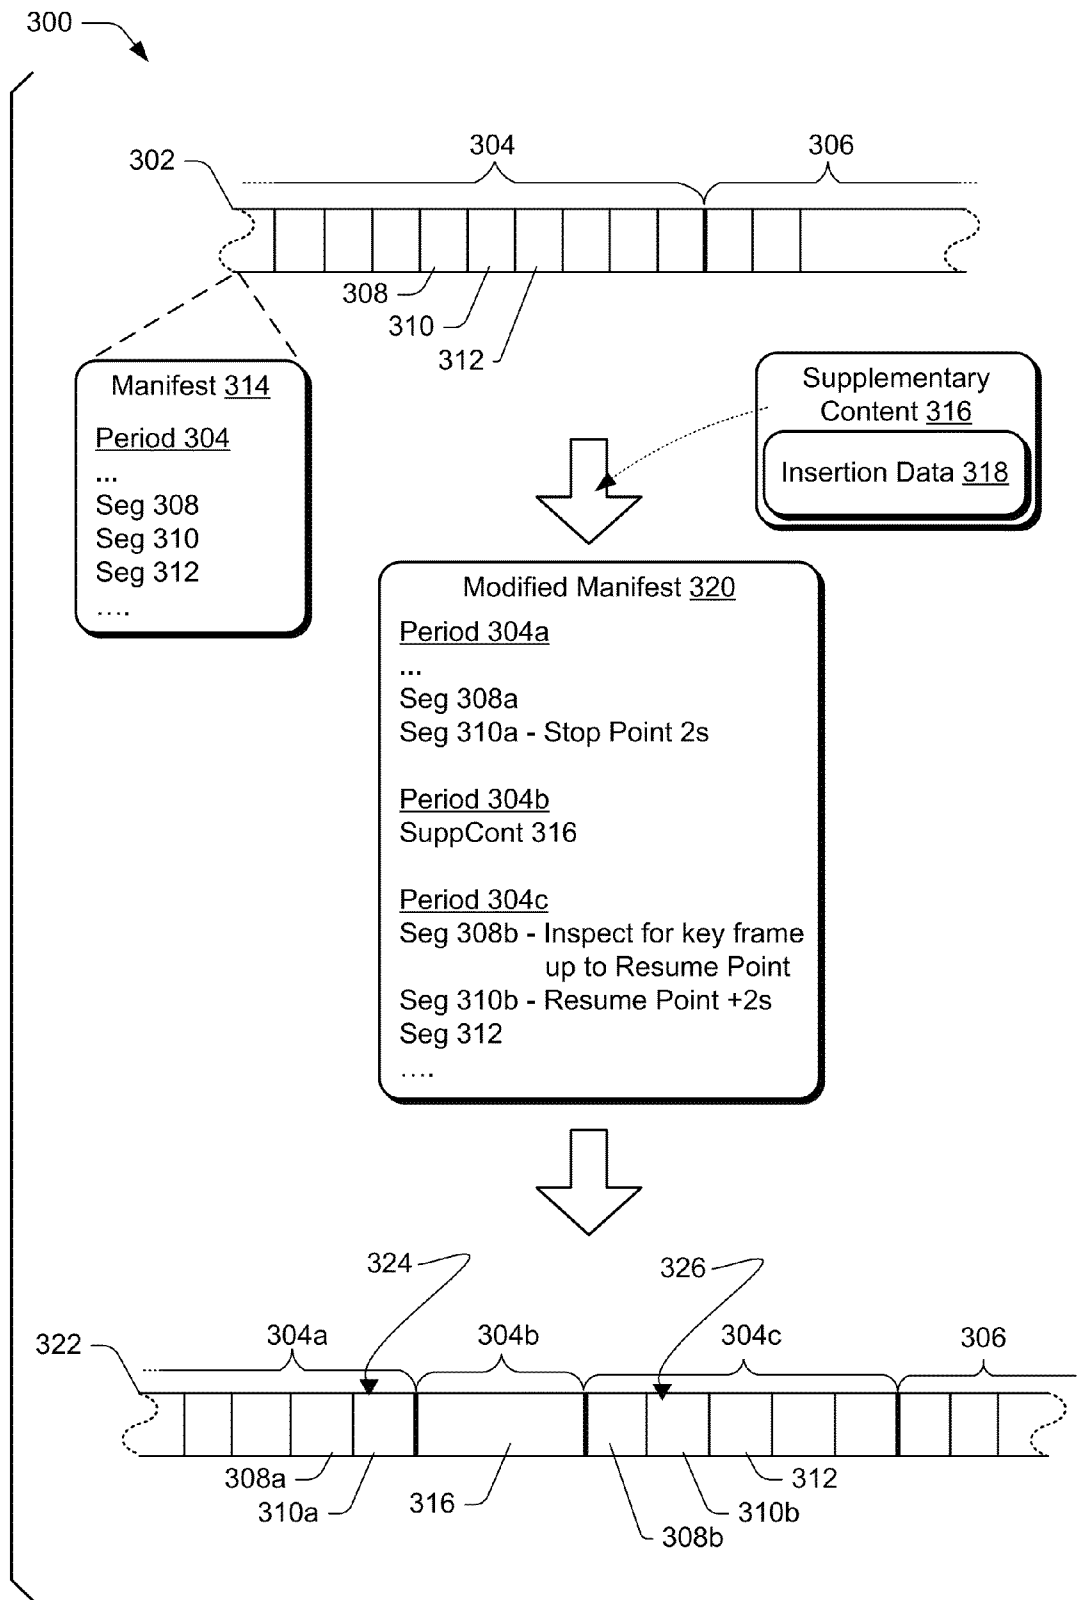 300
304
306
302
308
310
312
Manifest 314
Period 304
...
Seg 308
Seg 310
Seg 312
....
Supplementary
Content 316
Insertion Data 318
Modified Manifest 320
Period 304a
...
Seg 308a
Seg 310a - Stop Point 2s
Period 304b
SuppCont 316
Period 304c
Seg 308b - Inspect for key frame
up to Resume Point
Seg 310b - Resume Point +2s
Seg 312
....
324
326
304a
304b
304c
306
322
308a
310a
316
308b
310b
312